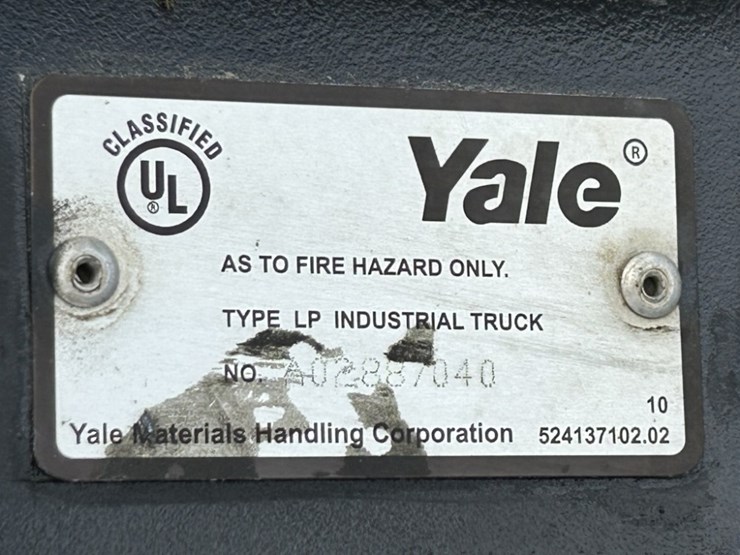 CLASSIFIED
UL
®
Yale®
AS TO FIRE HAZARD ONLY.
TYPE LP INDUSTRIAL TRUCK
NO. A02887040
10
Yale Materials Handling Corporation 524137102.02